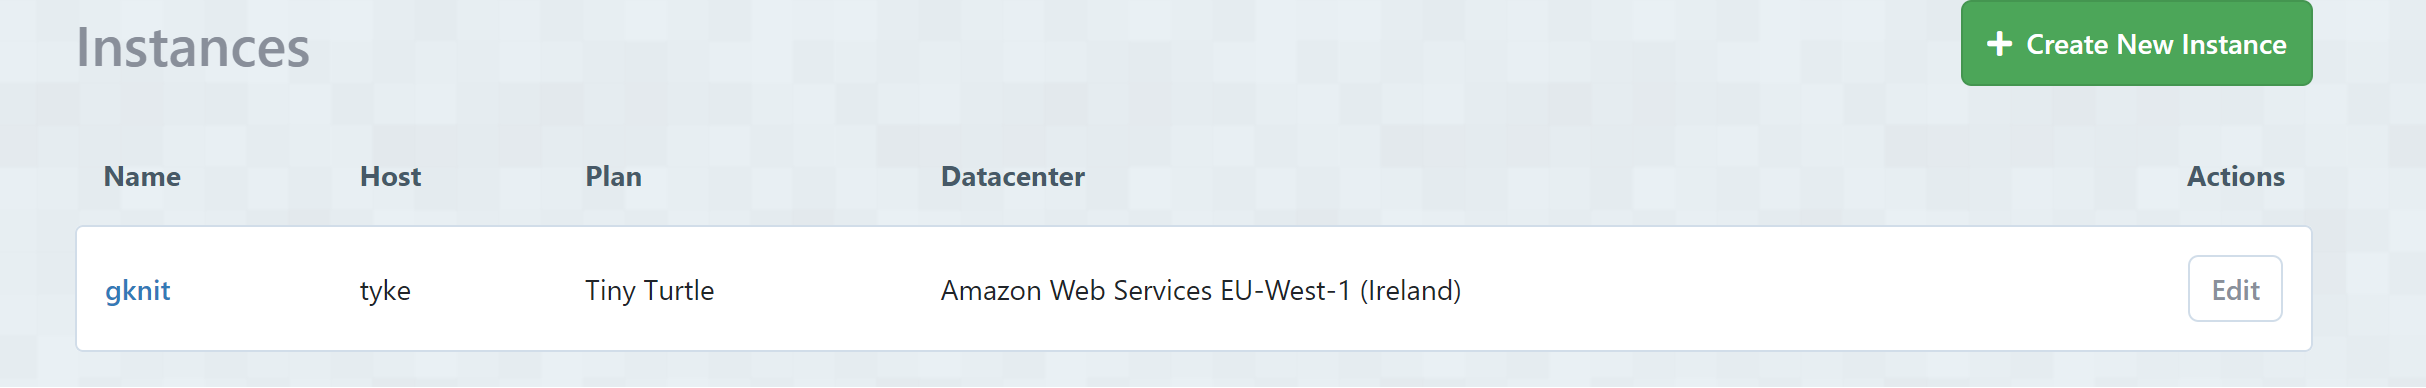 Instances
+ Create New Instance
Name Host Plan Datacenter Actions
gknit tyke Tiny Turtle Amazon Web Services EU-West-1 (Ireland) Edit